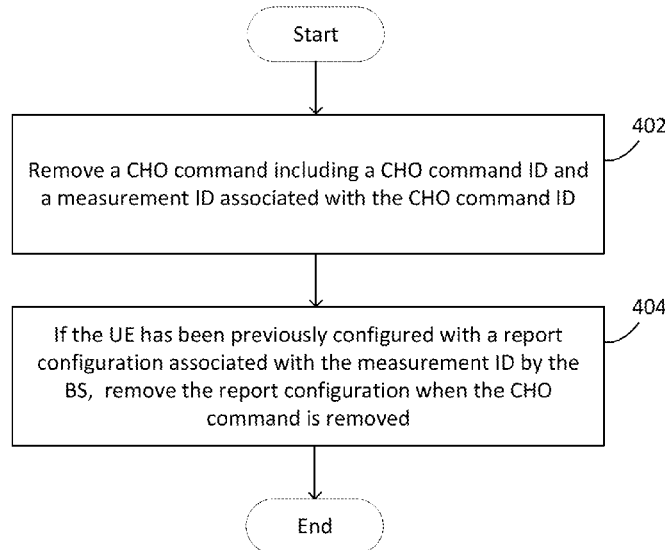 Start
402
Remove a CHO command including a CHO command ID and
a measurement ID associated with the CHO command ID
404
If the UE has been previously configured with a report
configuration associated with the measurement ID by the
BS, remove the report configuration when the CHO
command is removed
End